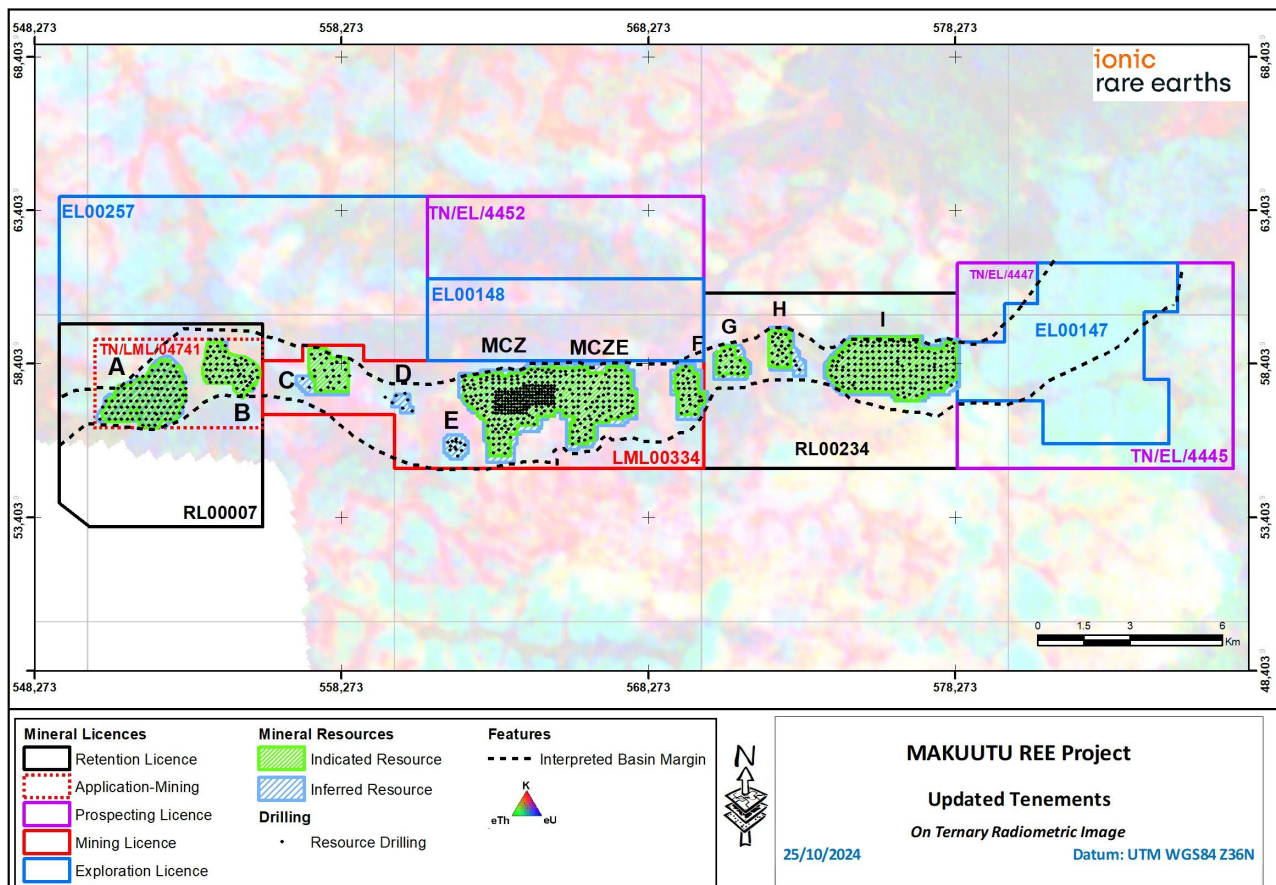 548,273 558,273 568,273 578,273
68,403 68,403
ionic
rare earths
63,403 63,403
EL00257 TN/EL/4452
TN/EL/4447
EL00148
EL00147
H
G I
F
MCZ MCZE
TN/LML/04741
58,403 58,403
A C D
B E
LML00334 RL00234 TN/EL/4445
RL00007
53,403 53,403
0 1.5 3 6
Km
48,403
548,273 558,273 568,273 578,273
Mineral Licences
Retention Licence
Application-Mining
Prospecting Licence
Mining Licence
Exploration Licence
Mineral Resources
Indicated Resource
Inferred Resource
Drilling
Resource Drilling
Features
Interpreted Basin Margin
K
eTh eU
N
MAKUUTU REE Project
Updated Tenements
On Ternary Radiometric Image
25/10/2024 Datum: UTM WGS84 Z36N